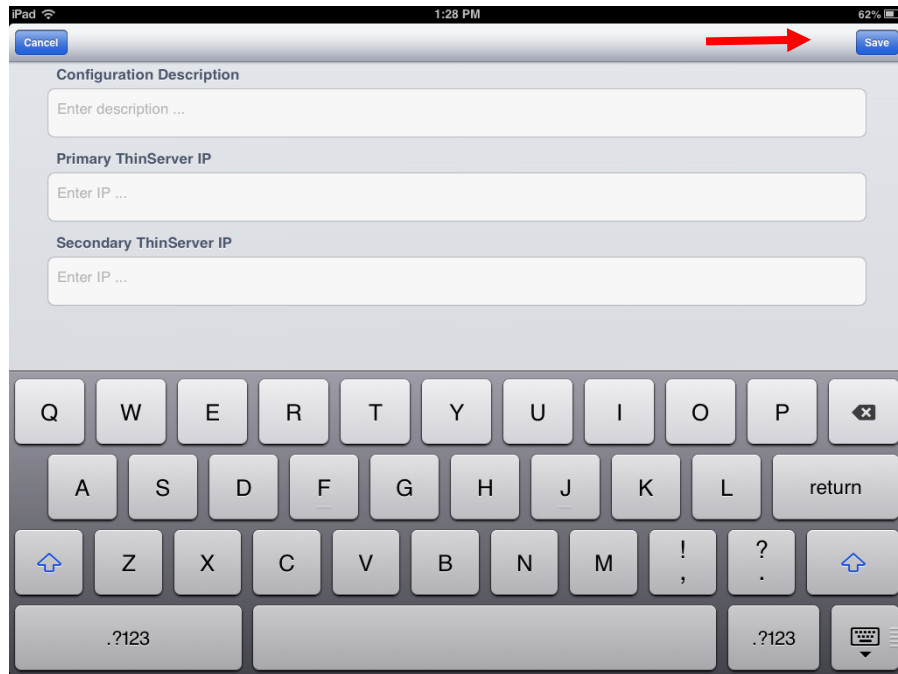 iPad 1:28 PM 62%
Cancel Save
Configuration Description
Enter description ...
Primary ThinServer IP
Enter IP ...
Secondary ThinServer IP
Enter IP ...
Q W E R T Y U I O P
A S D F G H J K L return
Z X C V B N M ! , ? .
.?123 .?123